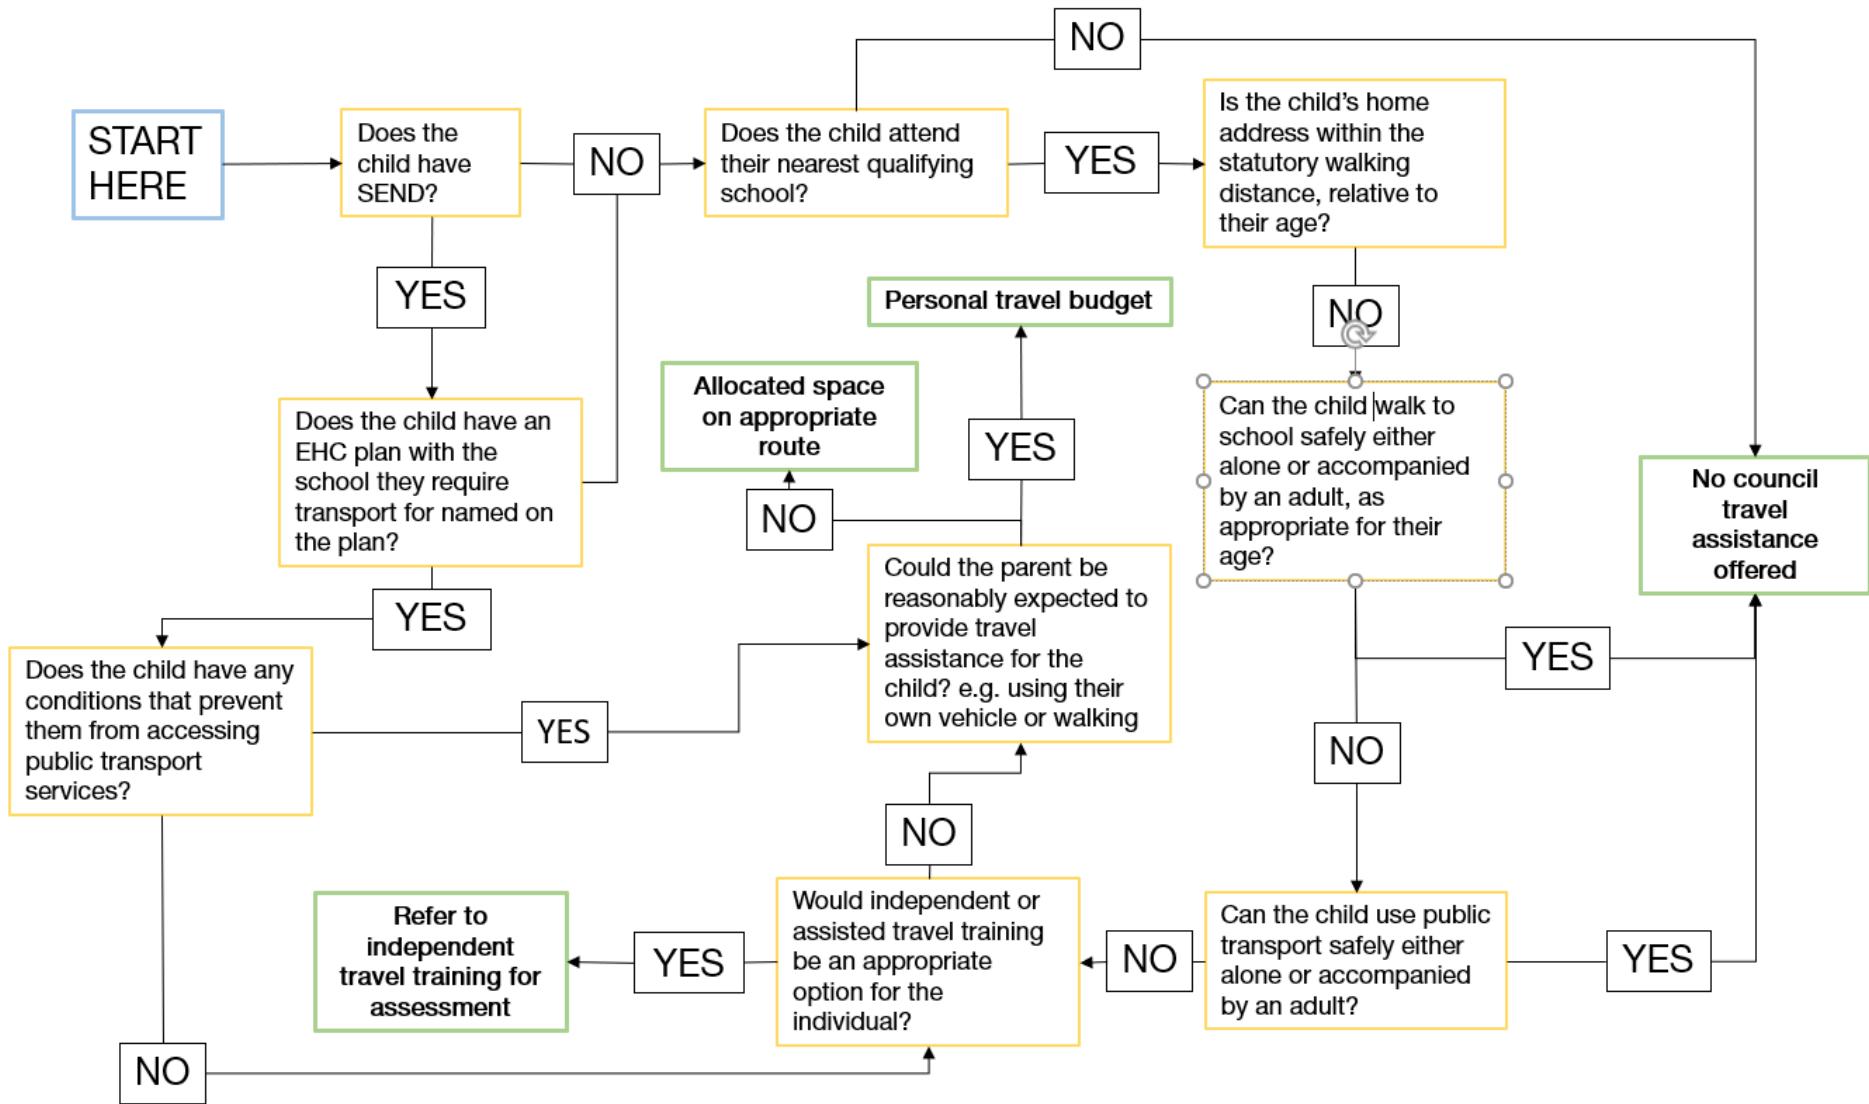 START
HERE
Does the
child have
SEND?
NO
Does the child attend
their nearest qualifying
school?
NO
YES
Is the child's home
address within the
statutory walking
distance, relative to
their age?
YES
NO
Personal travel budget
Allocated space
on appropriate
route
YES
NO
Does the child have an
EHC plan with the
school they require
transport for named on
the plan?
YES
Can the child walk to
school safely either
alone or accompanied
by an adult, as
appropriate for their
age?
No council
travel
assistance
offered
Could the parent be
reasonably expected to
provide travel
assistance for the
child? e.g. using their
own vehicle or walking
YES
NO
Does the child have any
conditions that prevent
them from accessing
public transport
services?
YES
NO
Refer to
independent
travel training for
assessment
YES
Would independent or
assisted travel training
be an appropriate
option for the
individual?
NO
Can the child use public
transport safely either
alone or accompanied
by an adult?
YES
NO